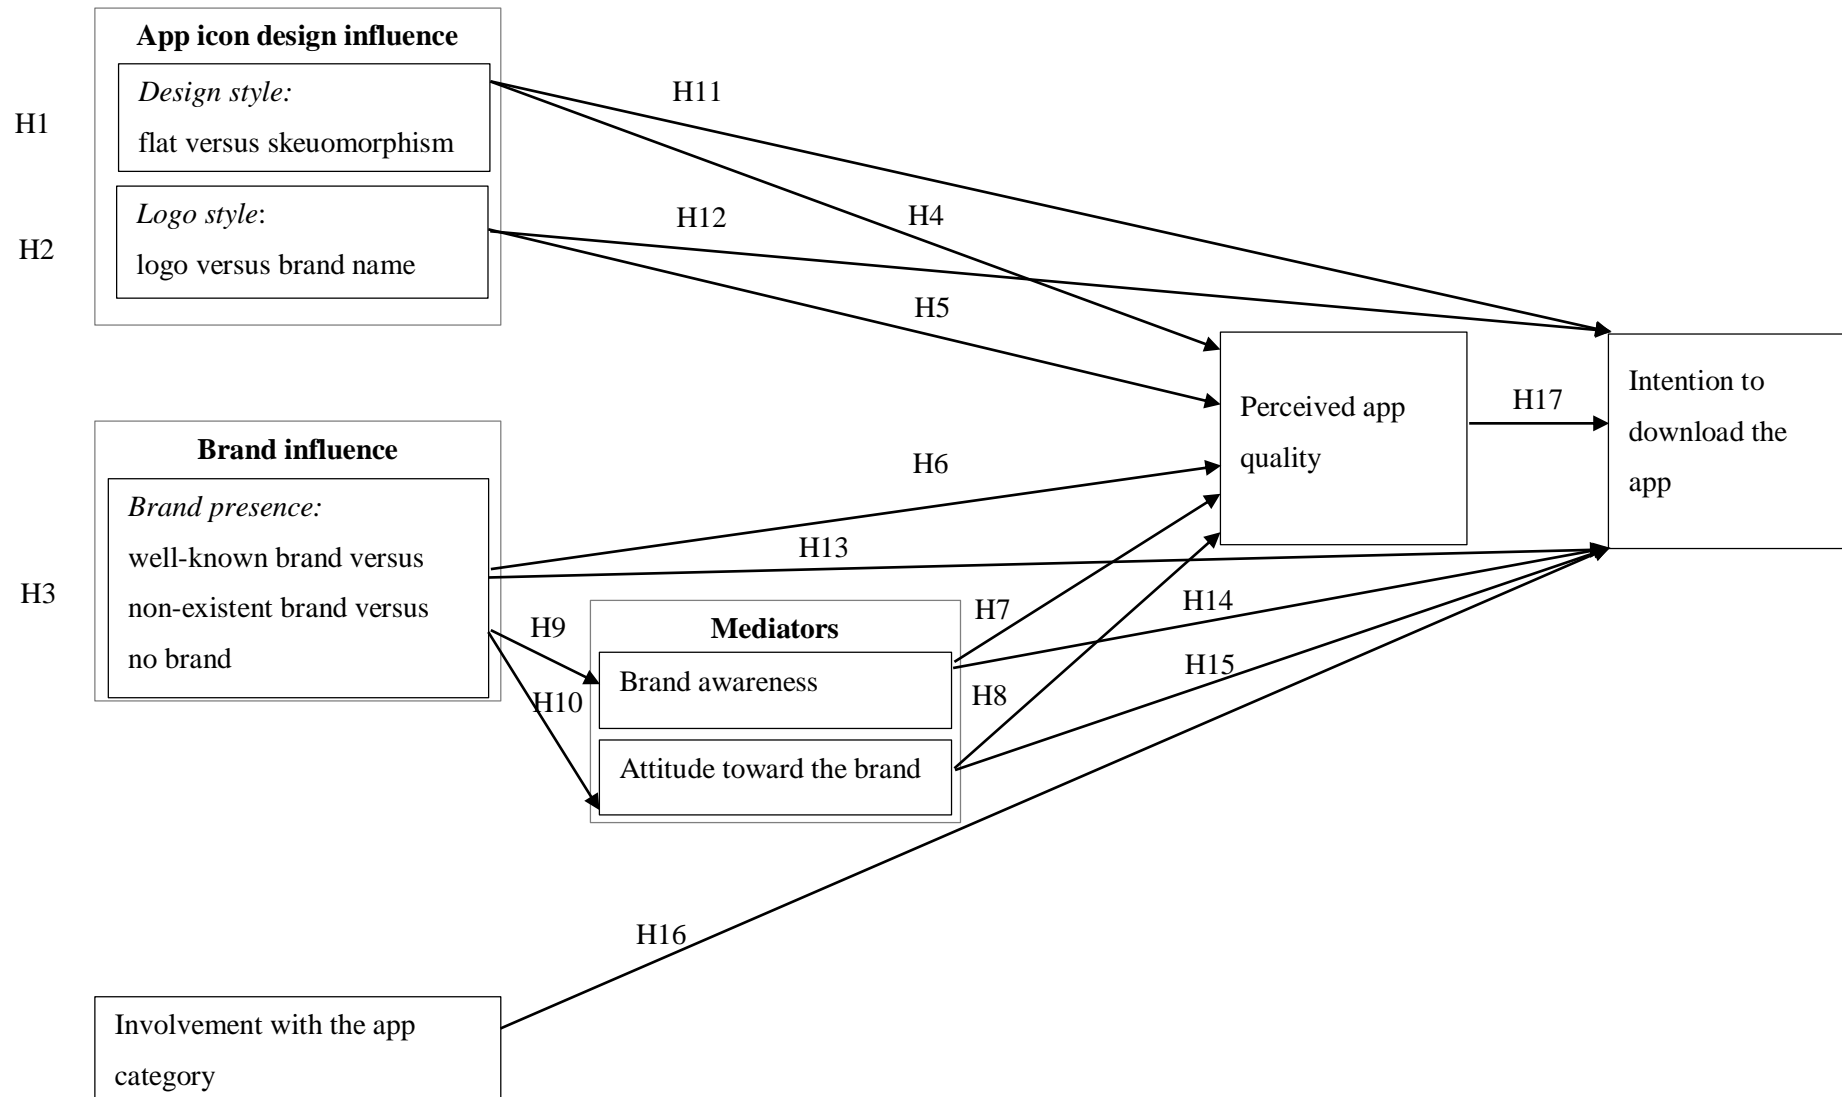 App icon design influence
Design style:
flat versus skeuomorphism
H1
Logo style:
logo versus brand name
H2
H11
H12
H4
H5
Brand influence
Brand presence:
well-known brand versus
non-existent brand versus
no brand
H3
H6
H13
H9
H10
Mediators
Brand awareness
Attitude toward the brand
H7
H8
H14
H15
Perceived app
quality
H17
Intention to
download the
app
H16
Involvement with the app
category